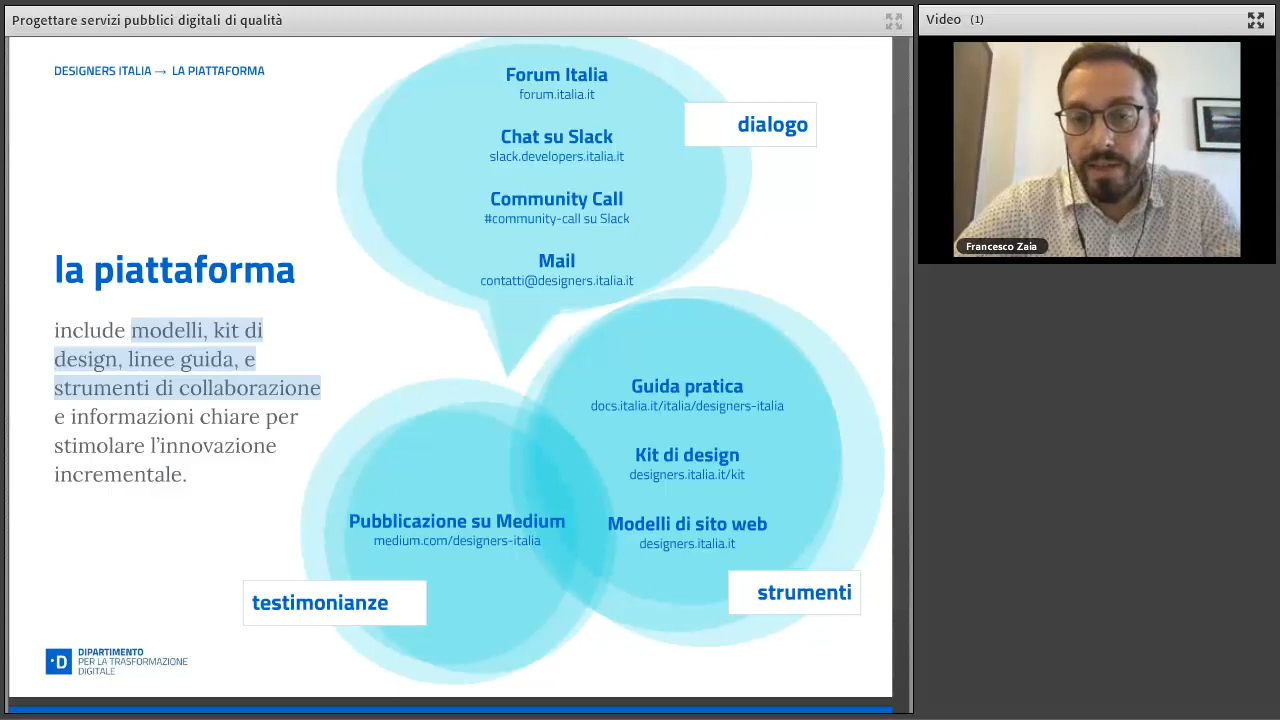 Progettare servizi pubblici digitali di qualità
Video (1)
DESIGNERS ITALIA → LA PIATTAFORMA
Forum Italia
forum.italia.it
dialogo
Chat su Slack
slack.developers.italia.it
Community Call
#community-call su Slack
Mail
contatti@designers.italia.it
la piattaforma
include modelli, kit di
design, linee guida, e
strumenti di collaborazione
e informazioni chiare per
stimolare l’innovazione
incrementale.
Guida pratica
docs.italia.it/italia/designers-italia
Kit di design
designers.italia.it/kit
Modelli di sito web
designers.italia.it
strumenti
Pubblicazione su Medium
medium.com/designers-italia
testimonianze
·D
DIPARTIMENTO
PER LA TRASFORMAZIONE
DIGITALE
Francesco Zaia